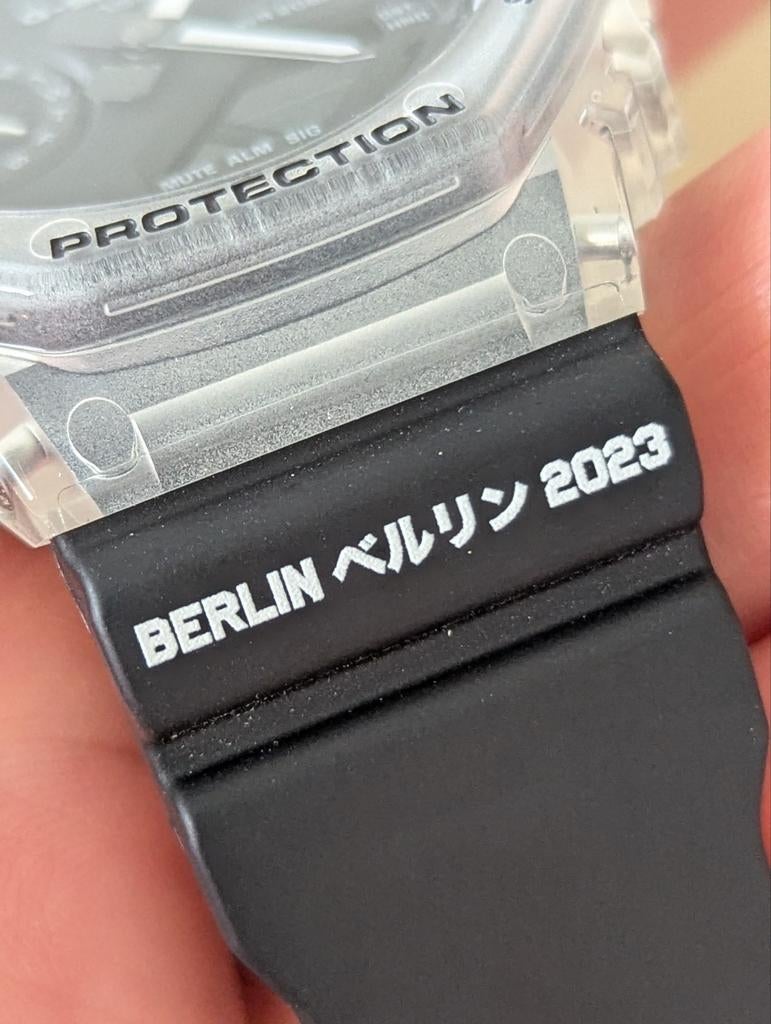 MUTE ALM SIG
PROTECTION
BERLIN ベルリン 2023